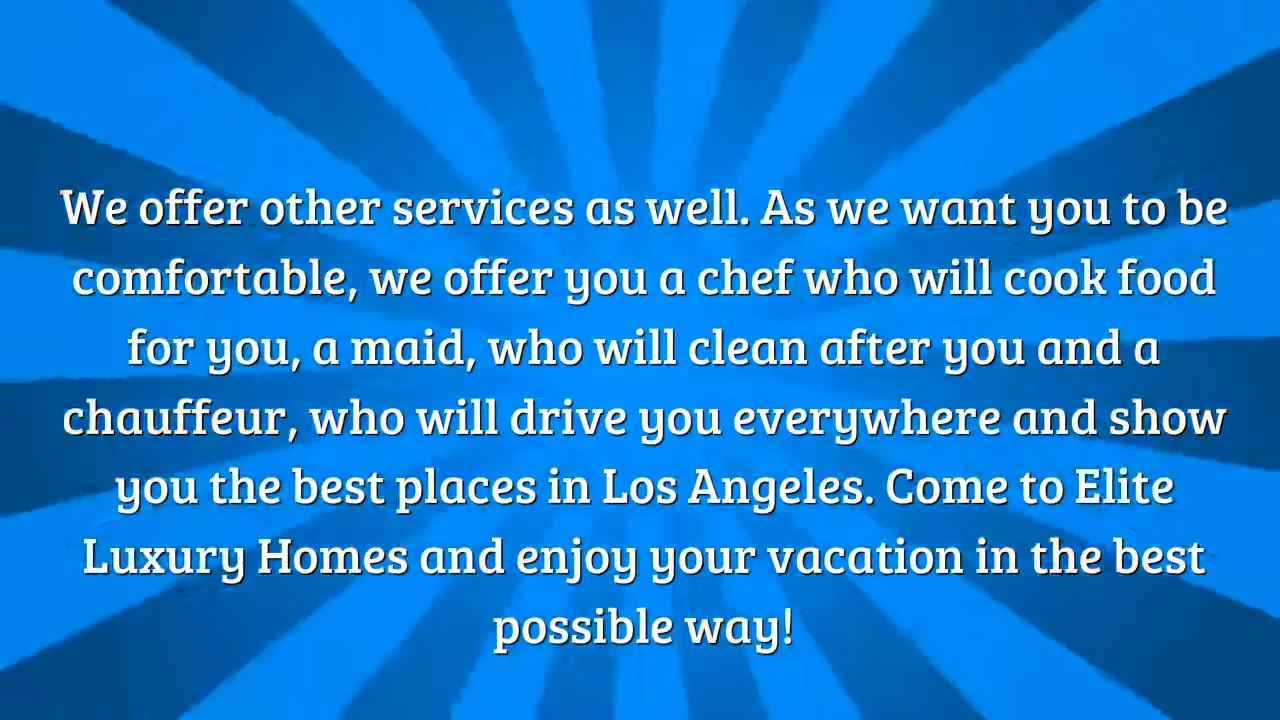 We offer other services as well. As we want you to be
comfortable, we offer you a chef who will cook food
for you, a maid, who will clean after you and a
chauffeur, who will drive you everywhere and show
you the best places in Los Angeles. Come to Elite
Luxury Homes and enjoy your vacation in the best
possible way!